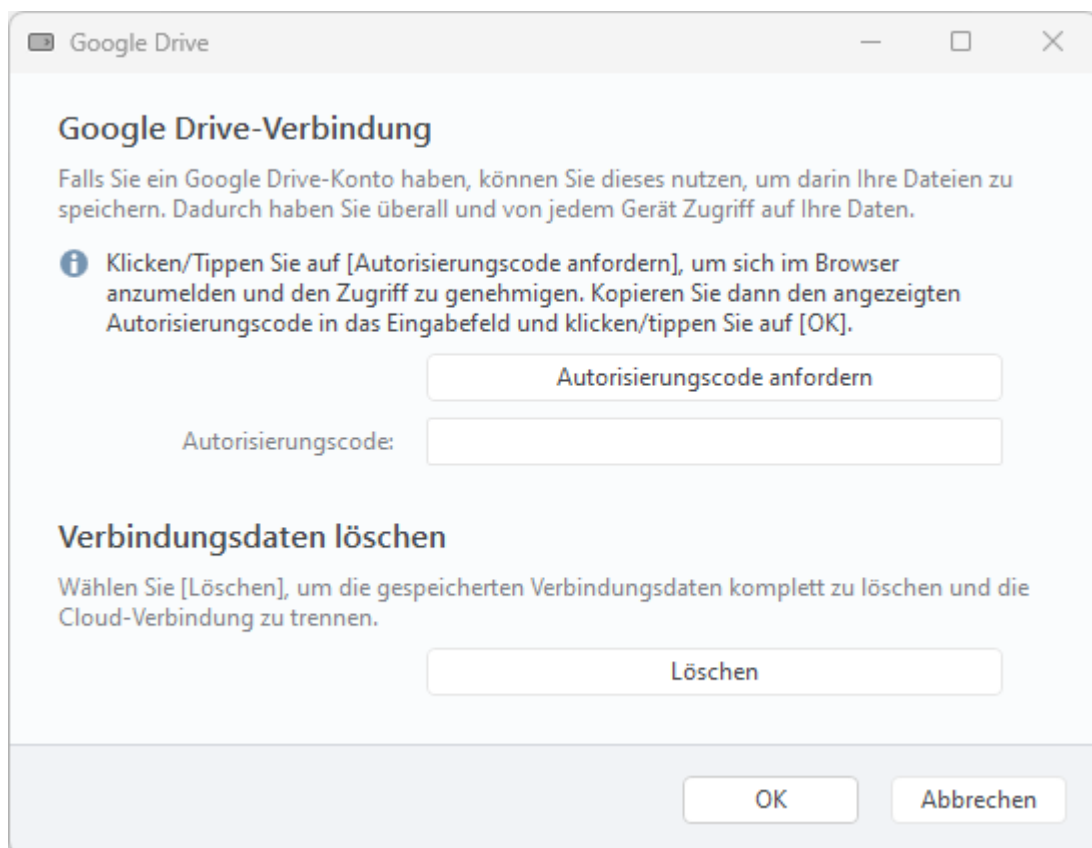 Google Drive
Google Drive-Verbindung
Falls Sie ein Google Drive-Konto haben, können Sie dieses nutzen, um darin Ihre Dateien zu
speichern. Dadurch haben Sie überall und von jedem Gerät Zugriff auf Ihre Daten.
Klicken/Tippen Sie auf [Autorisierungscode anfordern], um sich im Browser
anzumelden und den Zugriff zu genehmigen. Kopieren Sie dann den angezeigten
Autorisierungscode in das Eingabefeld und klicken/tippen Sie auf [OK].
Autorisierungscode anfordern
Autorisierungscode:
Verbindungsdaten löschen
Wählen Sie [Löschen], um die gespeicherten Verbindungsdaten komplett zu löschen und die
Cloud-Verbindung zu trennen.
Löschen
OK Abbrechen